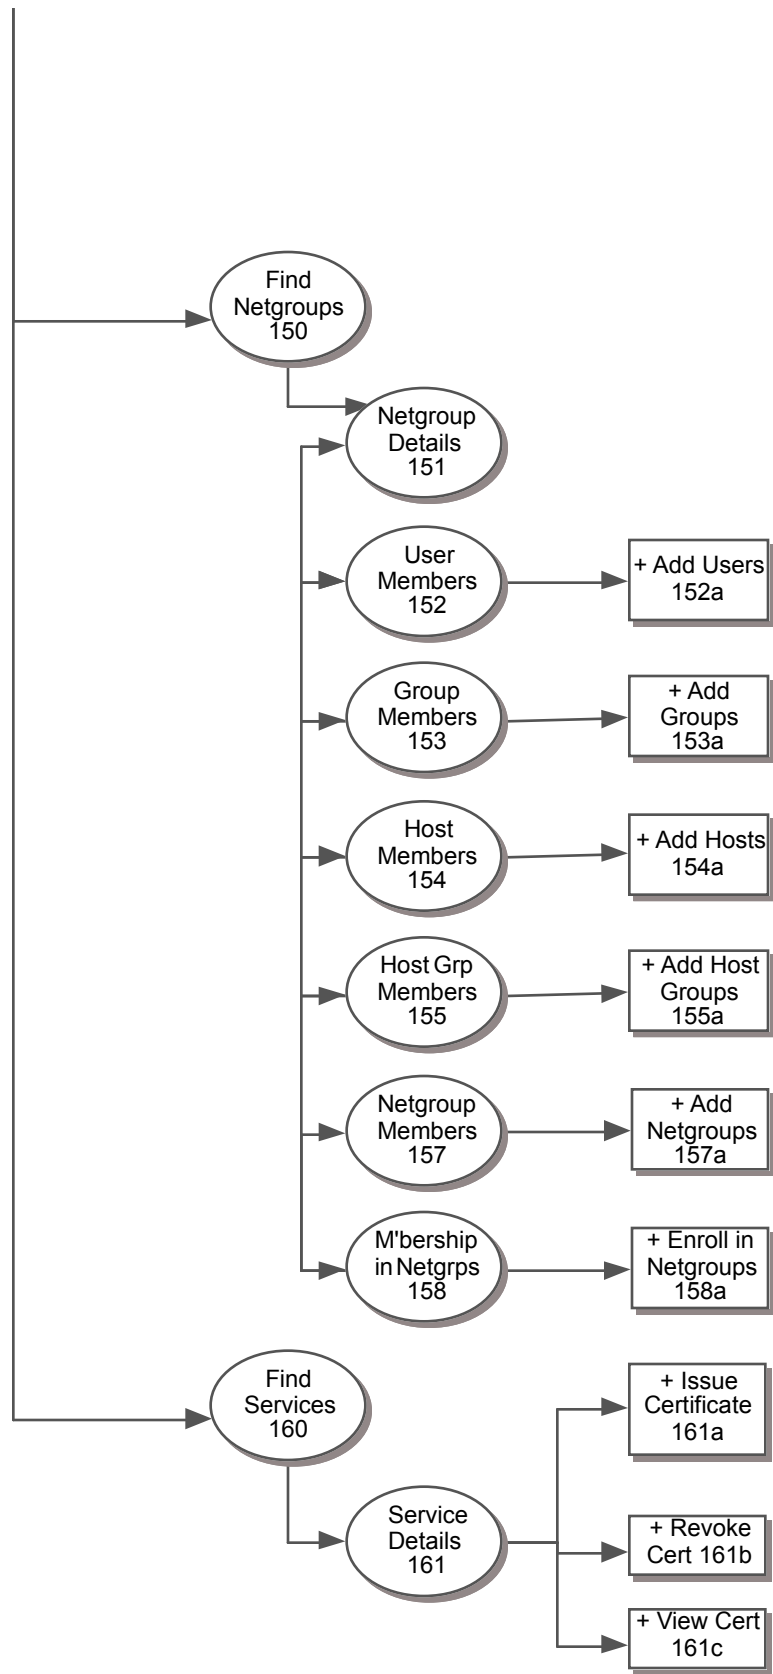 Find
Netgroups
150
Netgroup
Details
151
User
Members
152
+ Add Users
152a
Group
Members
153
+ Add
Groups
153a
Host
Members
154
+ Add Hosts
154a
Host Grp
Members
155
+ Add Host
Groups
155a
Netgroup
Members
157
+ Add
Netgroups
157a
M'bership
in Netgrps
158
+ Enroll in
Netgroups
158a
Find
Services
160
+ Issue
Certificate
161a
Service
Details
161
+ Revoke
Cert 161b
+ View Cert
161c